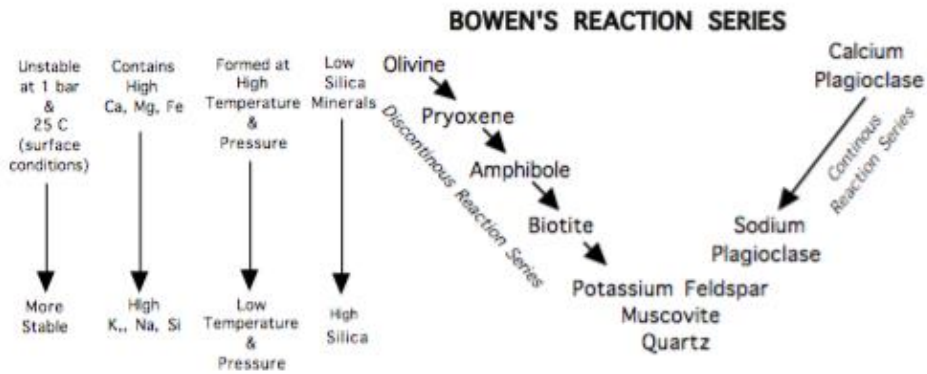 BOWEN'S REACTION SERIES
Unstable
at 1 bar
&
25 C
(surface
conditions)
More
Stable
Contains
High
Ca, Mg, Fe
HIgh
K,, Na, Si
Formed at
High
Temperature
&
Pressure
Low
Temperature
&
Pressure
Low
Silica
Minerals
High
Silica
Olivine
Pryoxene
Amphibole
Biotite
Discontinous Reaction Series
Calcium
Plagioclase
Continous
Reaction Series
Sodium
Plagioclase
Potassium Feldspar
Muscovite
Quartz